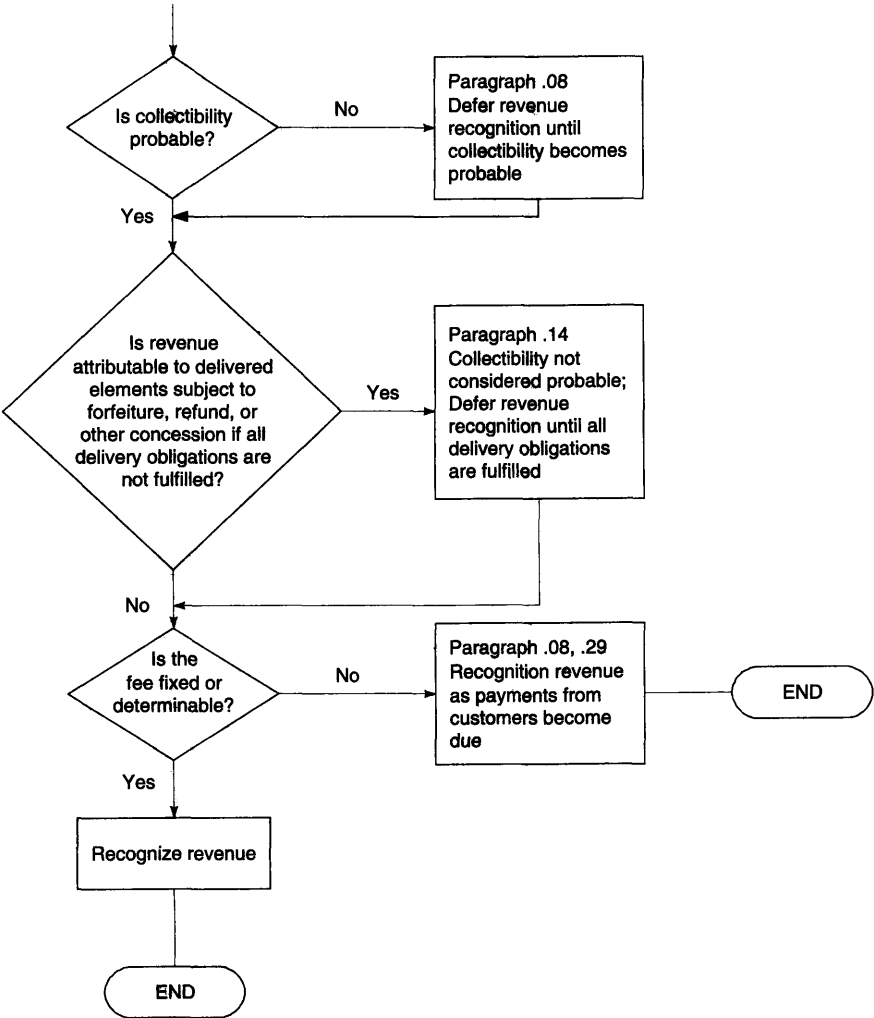 Is collectibility
probable?
No
Paragraph .08
Defer revenue
recognition until
collectibility becomes
probable
Yes
Is revenue
attributable to delivered
elements subject to
forfeiture, refund, or
other concession if all
delivery obligations are
not fulfilled?
Yes
Paragraph .14
Collectibility not
considered probable;
Defer revenue
recognition until all
delivery obligations
are fulfilled
No
Is the
fee fixed or
determinable?
No
Paragraph .08, .29
Recognition revenue
as payments from
customers become
due
END
Yes
Recognize revenue
END